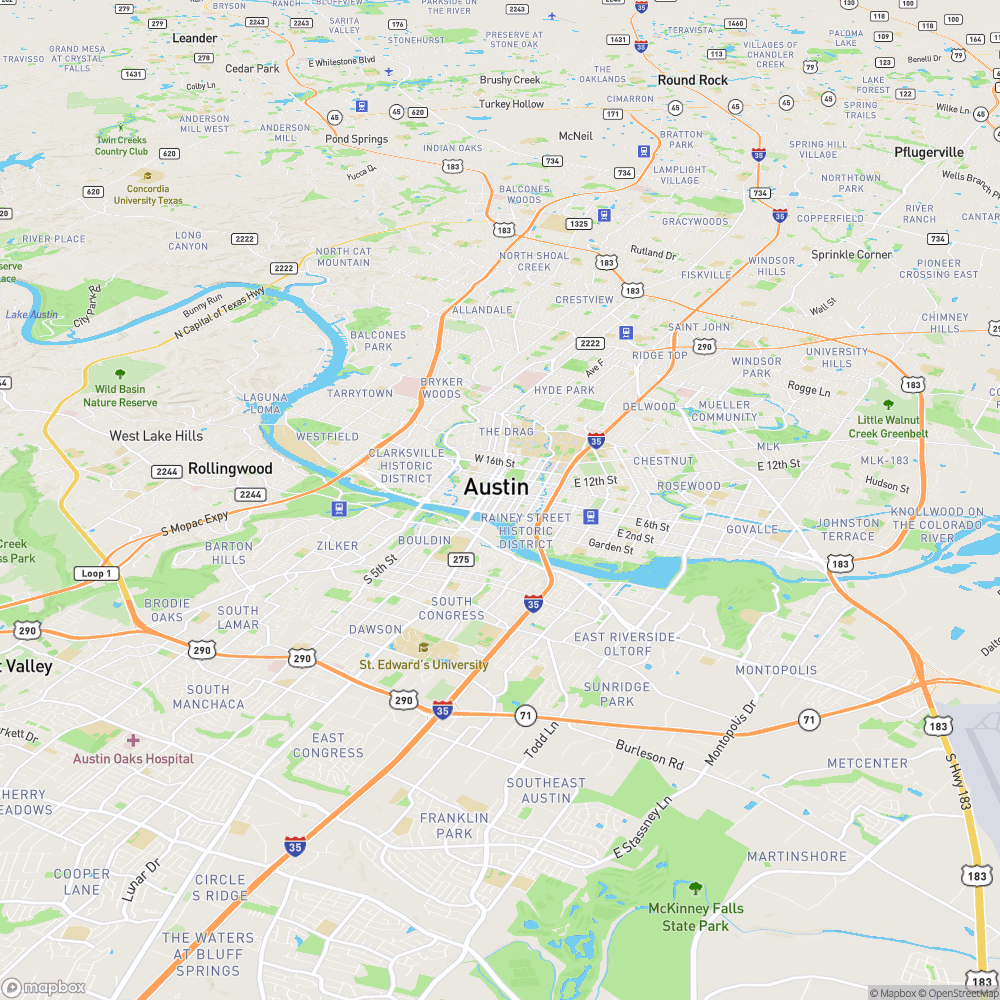 279
279
2243
BRYSON
2243
SARITA
VALLEY
176
PARKSIDE ON
THE RIVER
2243
35
130
100
108
Leander
GRAND MESA
AT CRYSTAL
FALLS
278
STONEHURST
PRESERVE AT
STONE OAK
1431
35
TERAVISTA
1460
PALOMA
LAKE
164
VILLAGES OF
CHANDLER
CREEK
79
79
Benelli Dr
Cedar Park
E Whitestone Blvd
1431
Colby Ln
Brushy Creek
THE
OAKLANDS
Round Rock
79
123
LAKE
FOREST
122
Turkey Hollow
CIMARRON
45
620
45
45
45
45
45
Wilke Ln
SPRING
TRAILS
171
ANDERSON
MILL WEST
ANDERSON
MILL
Pond Springs
McNeil
BRATTON
PARK
Twin Creeks
Country Club
620
INDIAN OAKS
183
734
35
SPRING HILL
VILLAGE
Pflugerville
Yucca Dr
734
LAMPLIGHT
VILLAGE
NORTHTOWN
PARK
Wells Branch
620
Concordia
University Texas
BALCONES
WOODS
734
GRACYWOODS
35
COPPERFIELD
RIVER
RANCH
CANTAR
620
LONG
CANYON
2222
RIVER PLACE
183
1325
734
NORTH CAT
MOUNTAIN
2222
NORTH SHOAL
CREEK
183
Rutland Dr
FISKVILLE
WINDSOR
HILLS
Sprinkle Corner
PIONEER
CROSSING EAST
Lake Austin
City Park Rd
Bunny Run
N Capital of Texas Hwy
183
CRESTVIEW
ALLANDALE
Wall St
CHIMNEY
HILLS
290
BALCONES
PARK
2222
SAINT JOHN
290
RIDGE TOP
WINDSOR
PARK
UNIVERSITY
HILLS
Ave F
Wild Basin
Nature Reserve
LAGUNA
LOMA
TARRYTOWN
BRYKER
WOODS
HYDE PARK
DELWOOD
MUELLER
COMMUNITY
Rogge Ln
183
Little Walnut
Creek Greenbelt
West Lake Hills
WESTFIELD
THE DRAG
35
MLK
2244
Rollingwood
CLARKSVILLE
HISTORIC
DISTRICT
W 16th St
CHESTNUT
E 12th St
MLK-183
2244
Austin
E 12th St
ROSEWOOD
Hudson St
S Mopac Expy
RAINEY STREET
HISTORIC
DISTRICT
E 6th St
E 2nd St
GOVALLE
JOHNSTON
TERRACE
KNOLLWOOD ON
THE COLORADO
RIVER
BARTON
HILLS
ZILKER
BOULDIN
Garden St
S 5th St
275
183
Loop 1
BRODIE
OAKS
SOUTH
LAMAR
SOUTH
CONGRESS
35
290
DAWSON
EAST RIVERSIDE-
OLTORF
290
290
St. Edward's University
MONTOPOLIS
SOUTH
MANCHACA
SUNRIDGE
PARK
290
35
71
71
183
Montopolis Dr
EAST
CONGRESS
Todd Ln
Burleson Rd
Austin Oaks Hospital
METCENTER
S Hwy 183
SOUTHEAST
AUSTIN
FRANKLIN
PARK
E Stassney Ln
35
MARTINSHORE
COOPER
LANE
Lunar Dr
CIRCLE
S RIDGE
183
McKinney Falls
State Park
THE WATERS
AT BLUFF
SPRINGS
183
mapbox
© Mapbox © OpenStreetMap